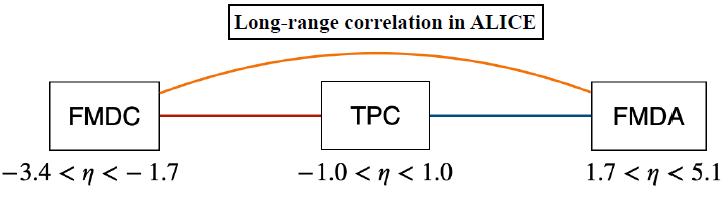 Long-range correlation in ALICE
FMDC TPC FMDA
−3.4 < η < − 1.7 −1.0 < η < 1.0 1.7 < η < 5.1